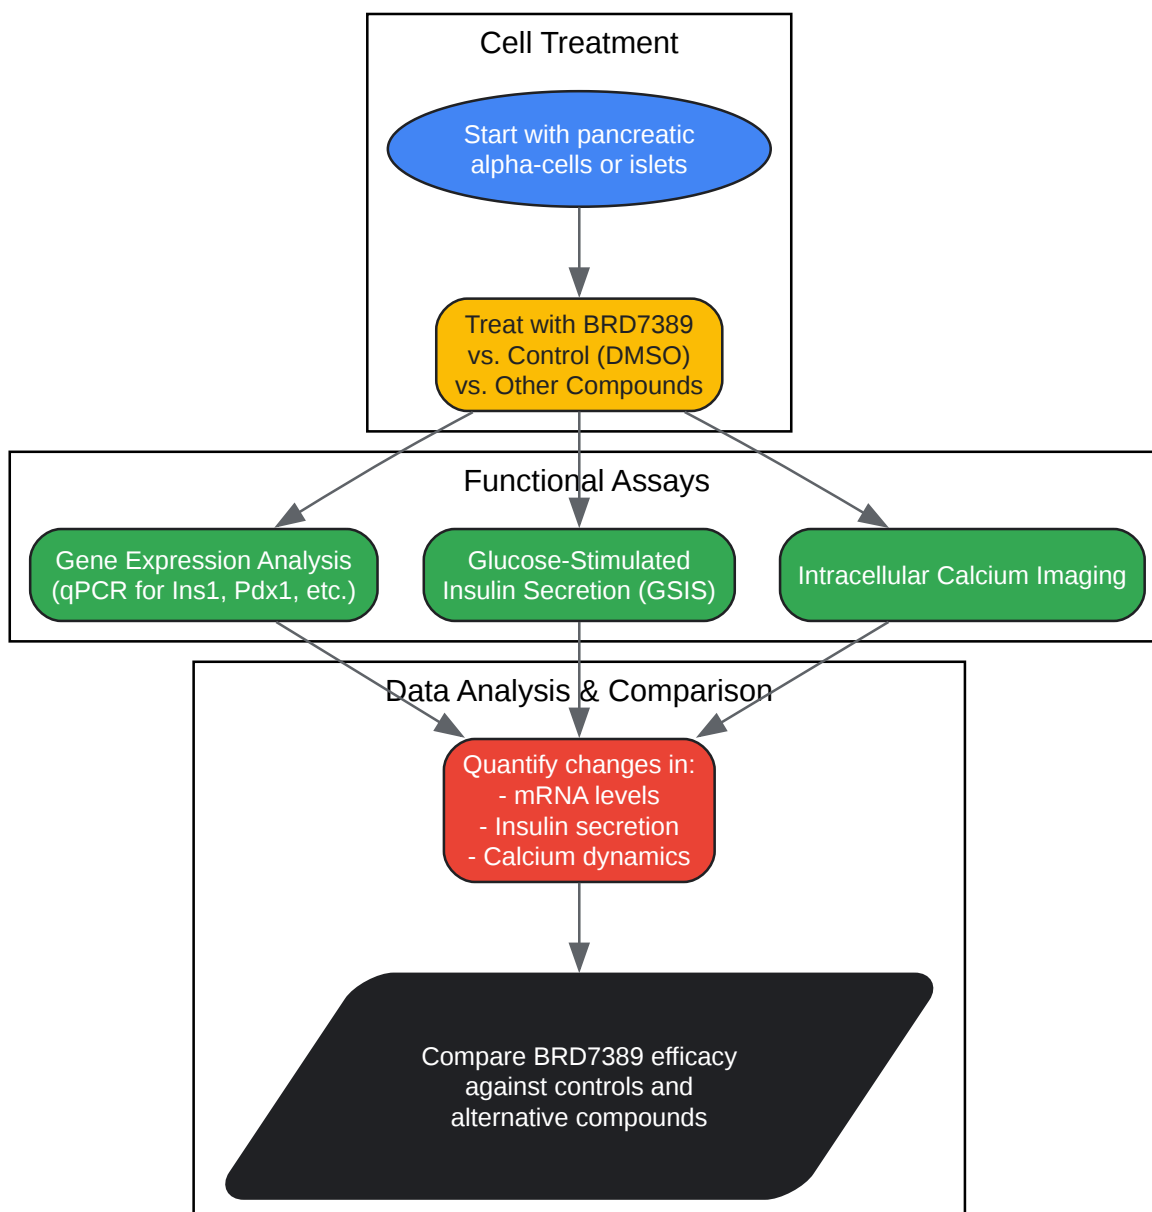 Cell Treatment
Start with pancreatic
alpha-cells or islets
Treat with BRD7389
vs. Control (DMSO)
vs. Other Compounds
Functional Assays
Gene Expression Analysis
(qPCR for Ins1, Pdx1, etc.)
Glucose-Stimulated
Insulin Secretion (GSIS)
Intracellular Calcium Imaging
Data Analysis & Comparison
Quantify changes in:
- mRNA levels
- Insulin secretion
- Calcium dynamics
Compare BRD7389 efficacy
against controls and
alternative compounds